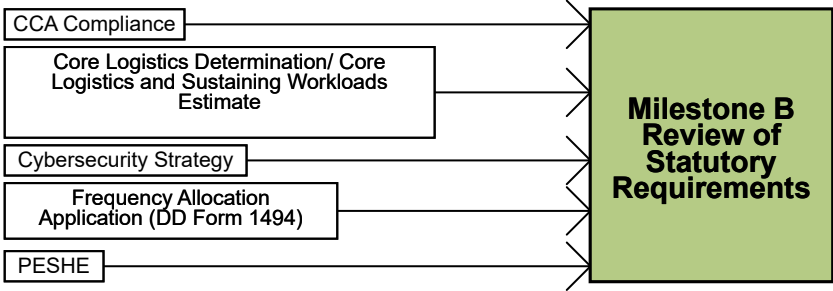 CCA Compliance
Core Logistics Determination/ Core
Logistics and Sustaining Workloads
Estimate
Cybersecurity Strategy
Frequency Allocation
Application (DD Form 1494)
PESHE
Milestone B
Review of
Statutory
Requirements